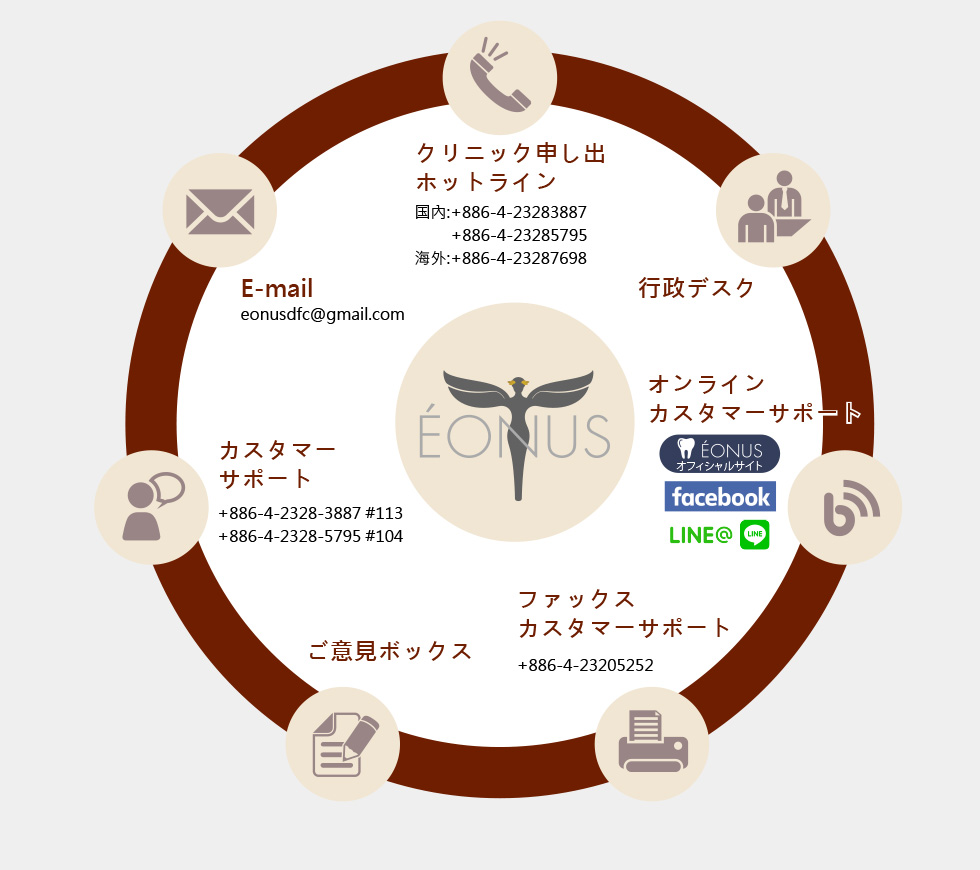 クリニック申し出
ホットライン
国内:+886-4-23283887
+886-4-23285795
海外:+886-4-23287698
E-mail
eonusdfc@gmail.com
行政デスク
ÉONUS
オンライン
カスタマーサポート
ÉONUS
オフィシャルサイト
facebook
LINE@
LINE
カスタマー
サポート
+886-4-2328-3887 #113
+886-4-2328-5795 #104
ファックス
カスタマーサポート
+886-4-23205252
ご意見ボックス